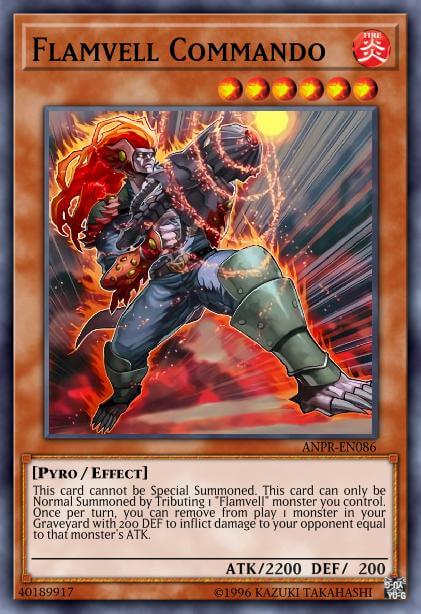 FLAMVELL COMMANDO
FIRE
炎
ANPR-EN086
[PYRO / EFFECT]
This card cannot be Special Summoned. This card can only be
Normal Summoned by Tributing 1 "Flamvell" monster you control.
Once per turn, you can remove from play 1 monster in your
Graveyard with 200 DEF to inflict damage to your opponent equal
to that monster's ATK.
ATK/2200 DEF/ 200
40189917
©1996 KAZUKI TAKAHASHI